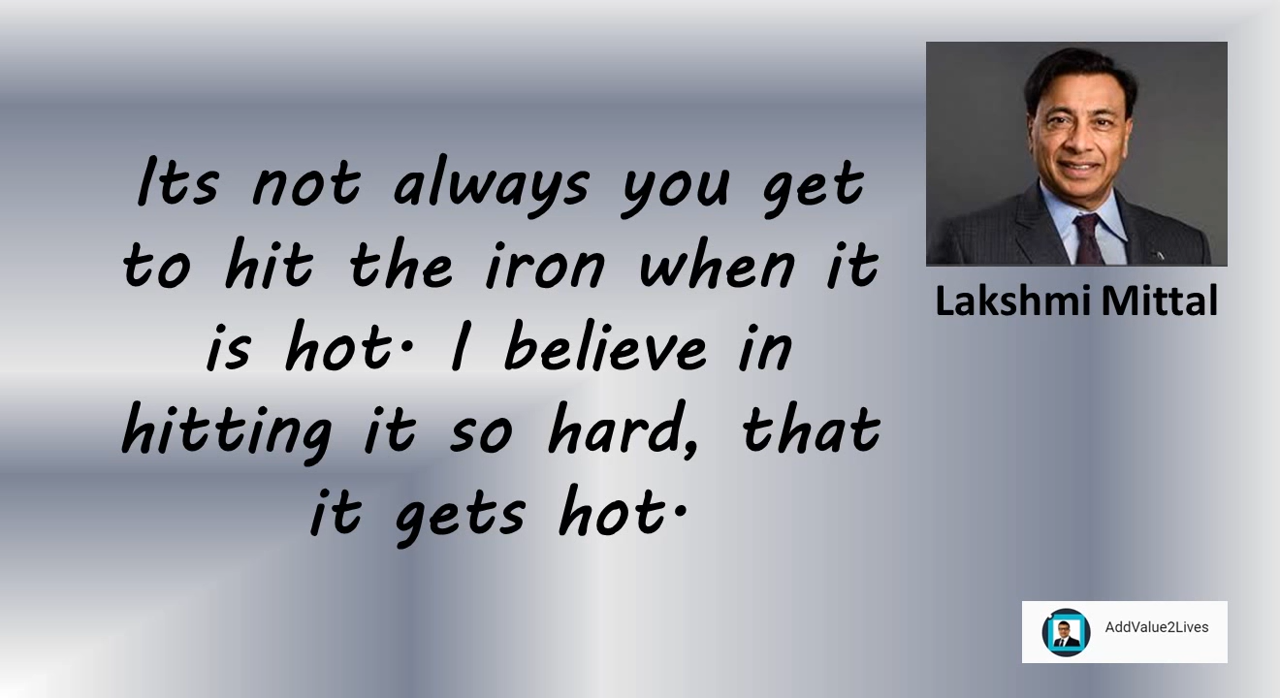 Its not always you get
to hit the iron when it
is hot. I believe in
hitting it so hard, that
it gets hot.
Lakshmi Mittal
AddValue2Lives